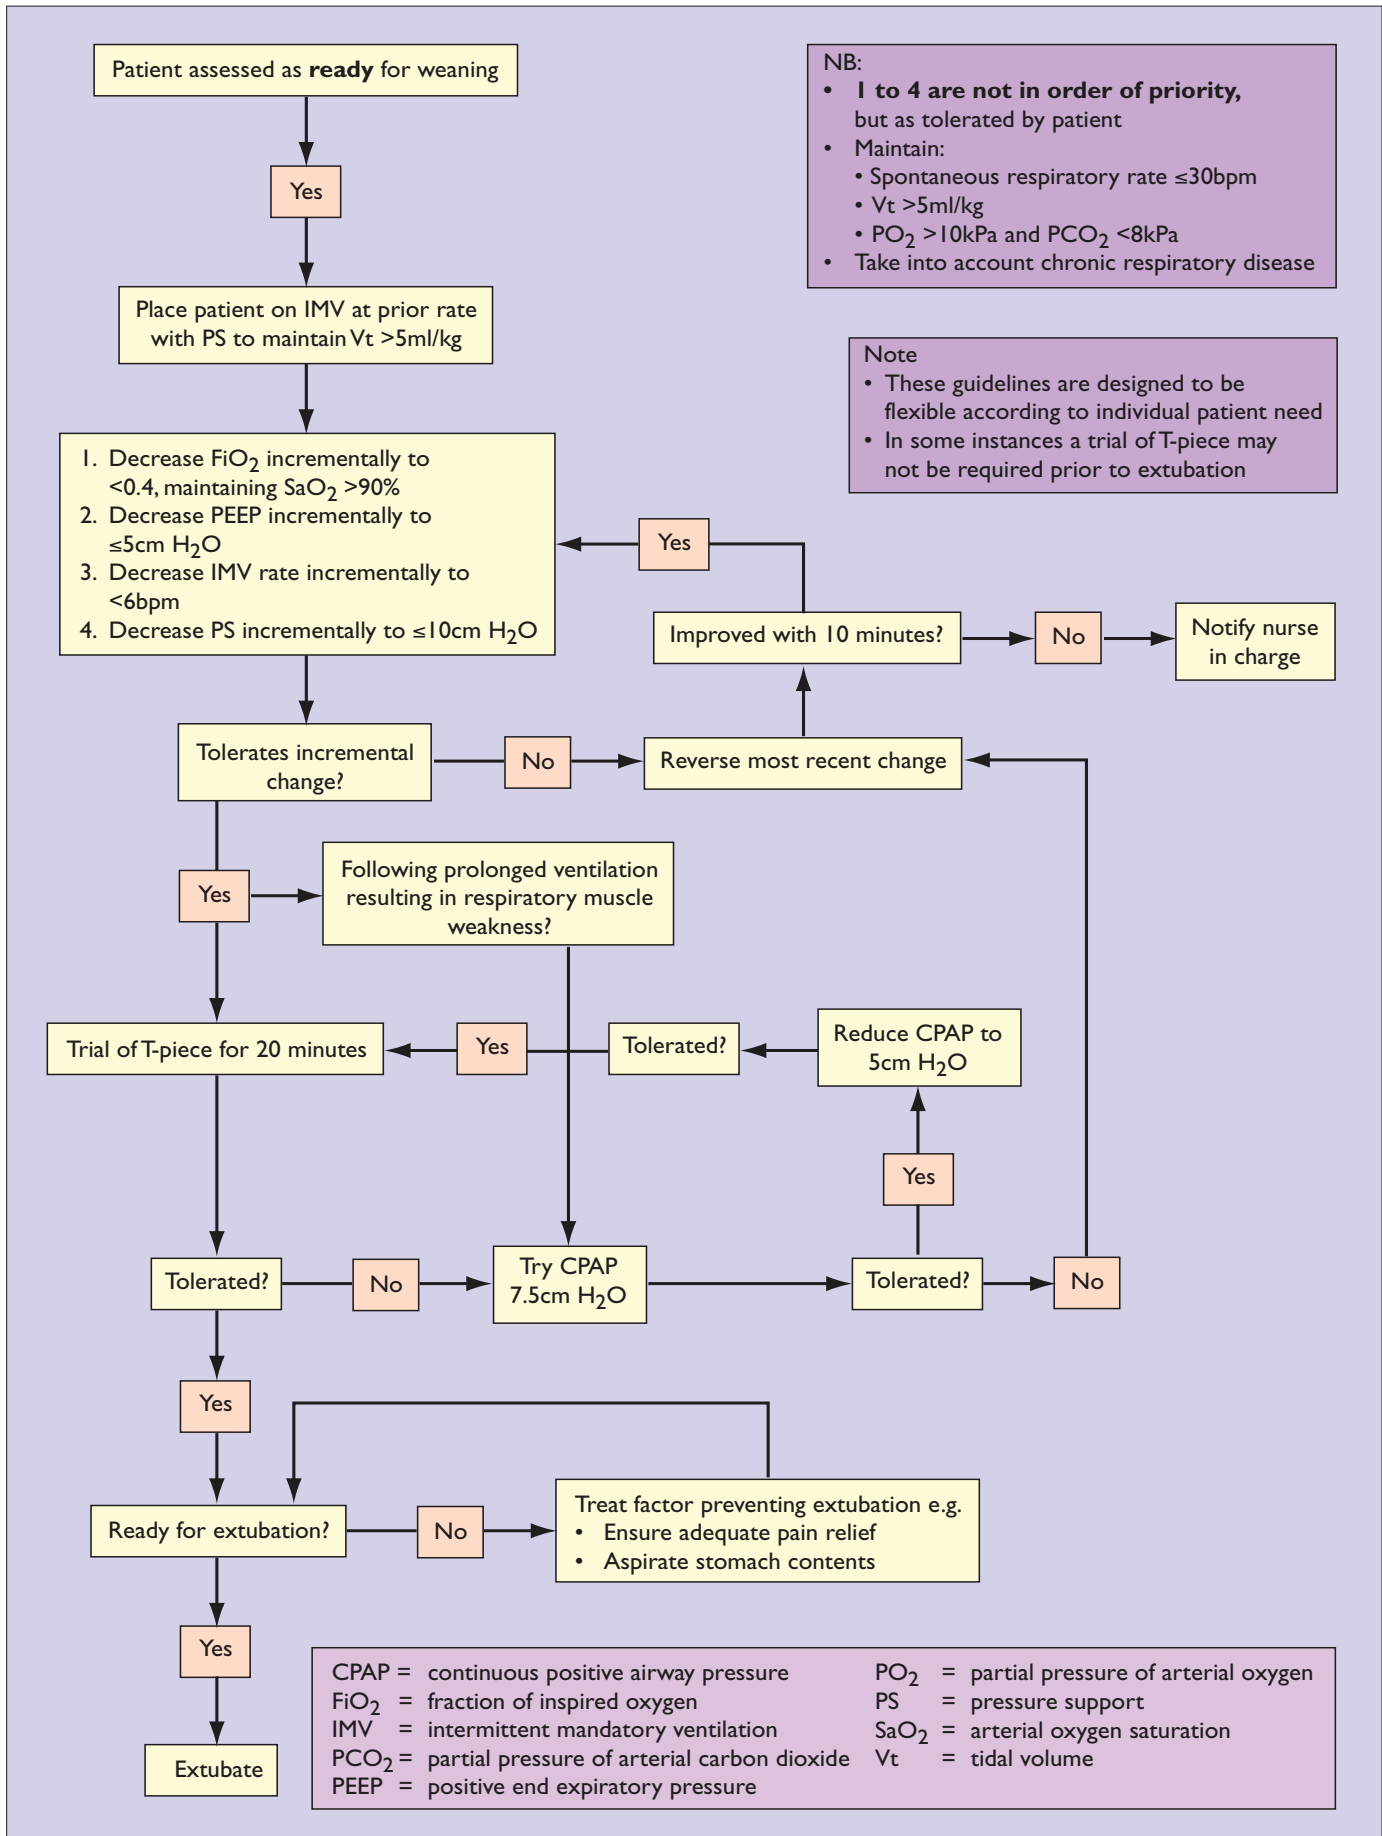 Patient assessed as ready for weaning
NB:
• 1 to 4 are not in order of priority,
but as tolerated by patient
• Maintain:
• Spontaneous respiratory rate ≤30bpm
• Vt >5ml/kg
• PO2 >10kPa and PCO2 <8kPa
• Take into account chronic respiratory disease
Yes
Place patient on IMV at prior rate
with PS to maintain Vt >5ml/kg
Note
• These guidelines are designed to be
flexible according to individual patient need
• In some instances a trial of T-piece may
not be required prior to extubation
1. Decrease FiO2 incrementally to
<0.4, maintaining SaO2 >90%
2. Decrease PEEP incrementally to
≤5cm H2O
3. Decrease IMV rate incrementally to
<6bpm
4. Decrease PS incrementally to ≤10cm H2O
Yes
Improved with 10 minutes?
No
Notify nurse
in charge
Tolerates incremental
change?
No
Reverse most recent change
Yes
Following prolonged ventilation
resulting in respiratory muscle
weakness?
Trial of T-piece for 20 minutes
Yes
Tolerated?
Reduce CPAP to
5cm H2O
Yes
Tolerated?
No
Try CPAP
7.5cm H2O
Tolerated?
No
Yes
Ready for extubation?
No
Treat factor preventing extubation e.g.
• Ensure adequate pain relief
• Aspirate stomach contents
Yes
Extubate
CPAP = continuous positive airway pressure
FiO2 = fraction of inspired oxygen
IMV = intermittent mandatory ventilation
PCO2 = partial pressure of arterial carbon dioxide
PEEP = positive end expiratory pressure
PO2 = partial pressure of arterial oxygen
PS = pressure support
SaO2 = arterial oxygen saturation
Vt = tidal volume